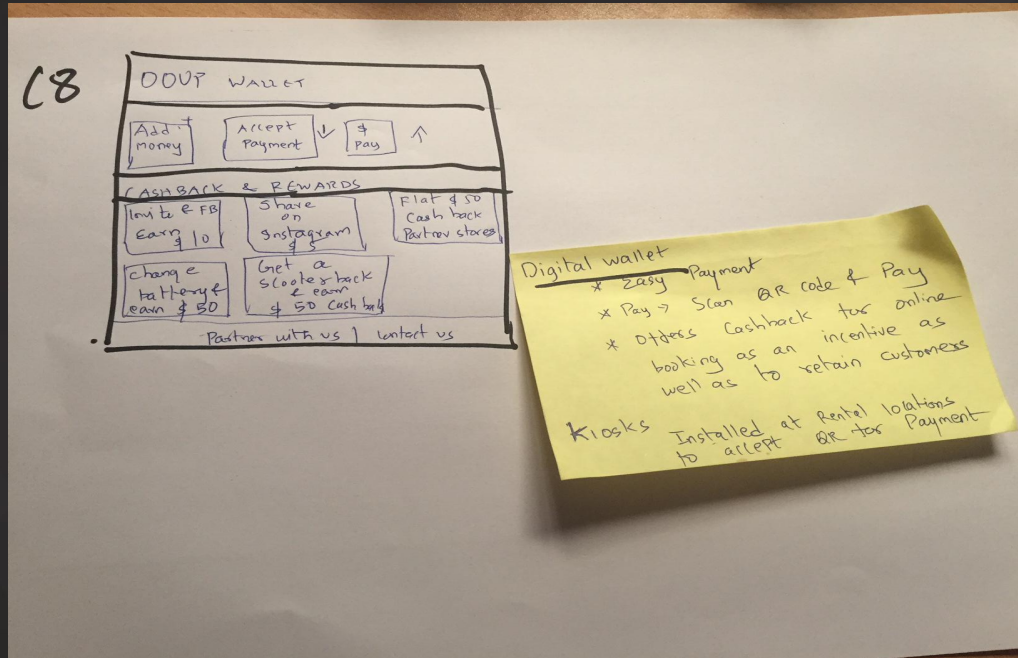 C8
OOUP WALLET
Add +
Money
Accept
Payment
$
Pay
CASHBACK & REWARDS
Invite & FB
Earn
$ 10
Share
on
Instagram
$ 5
Flat $ 50
Cash back
Partner stores
Change
battery &
earn $ 50
Get a
Scooter back
& earn
$ 50 Cash back
Partner with us | Contact us
Digital wallet
* Easy Payment
* Pay → Scan QR code & Pay
* Offers Cashback for online
booking as an incentive as
well as to retain customers
Kiosks Installed at Rental locations
to accept QR for Payment